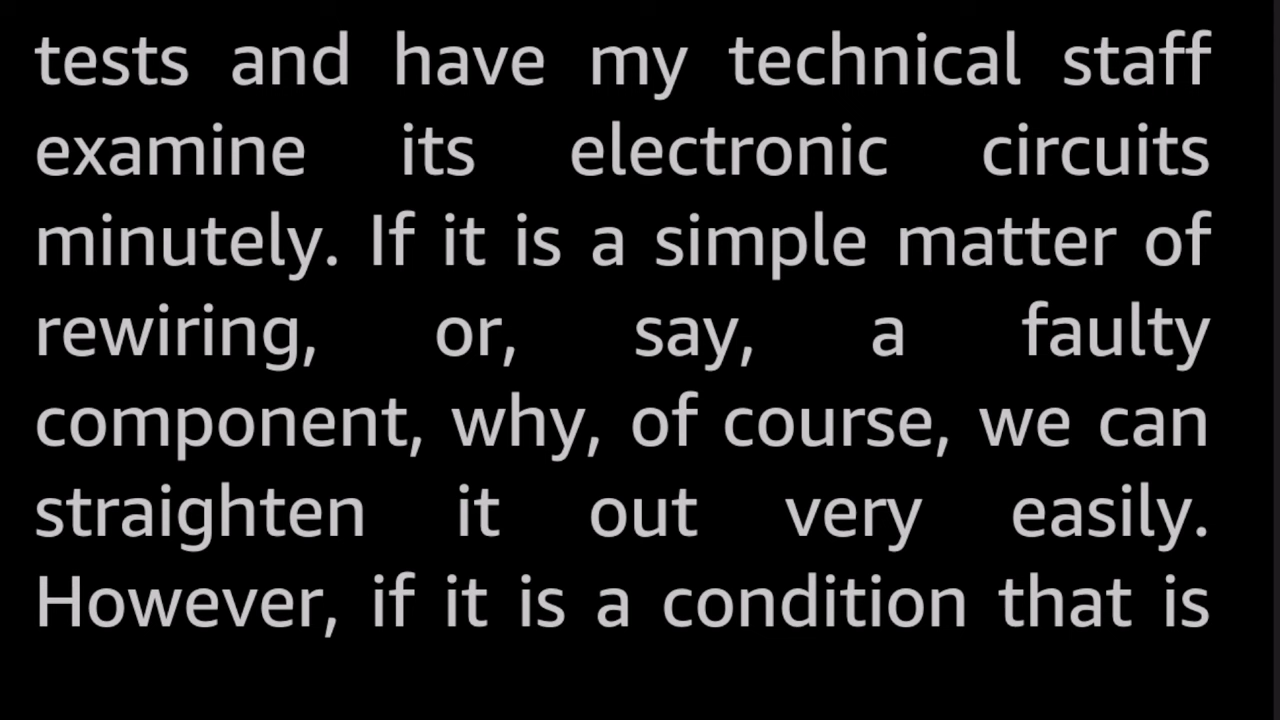 tests and have my technical staff
examine its electronic circuits
minutely. If it is a simple matter of
rewiring, or, say, a faulty
component, why, of course, we can
straighten it out very easily.
However, if it is a condition that is